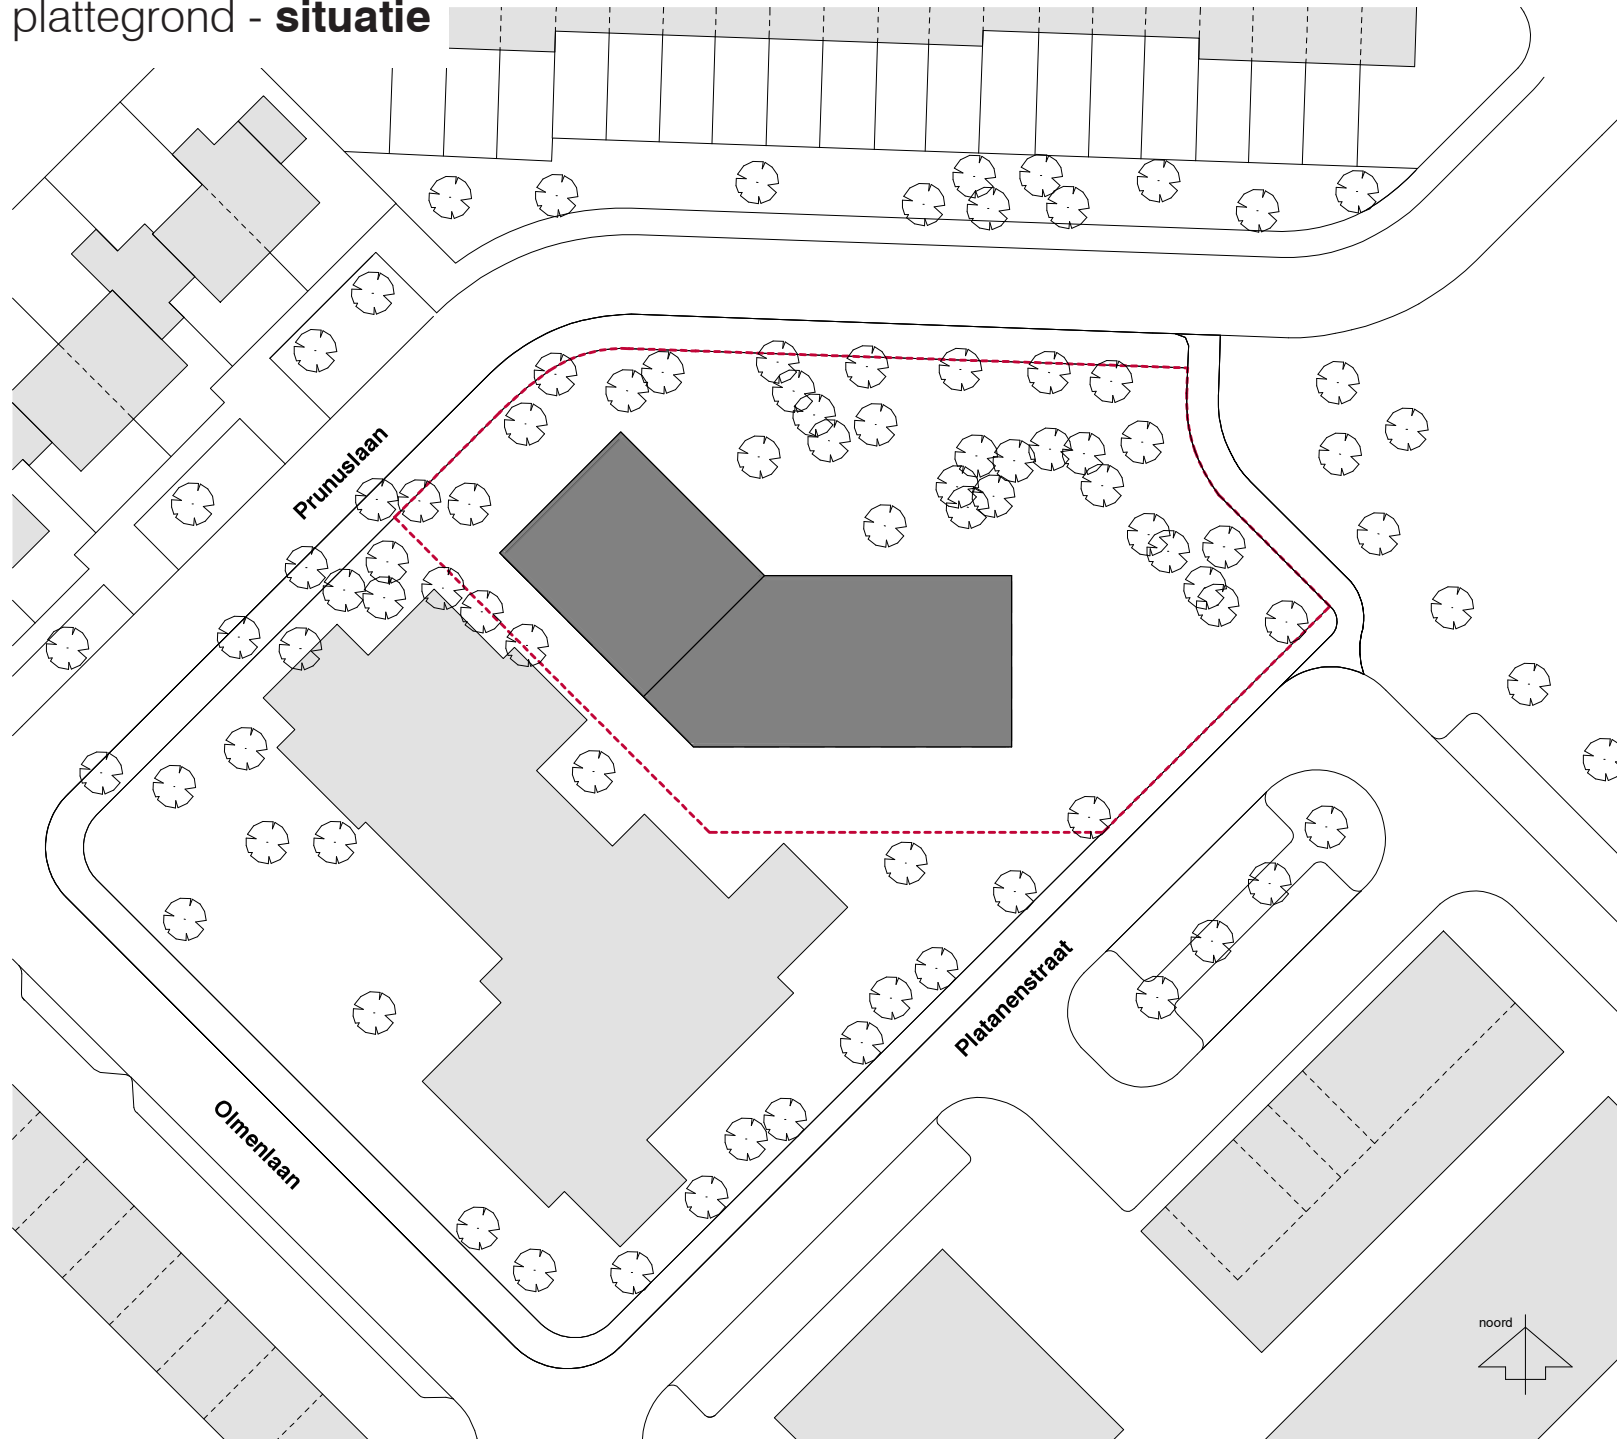 plattegrond - situatie
Prunuslaan
Platanenstraat
Olmenlaan
noord